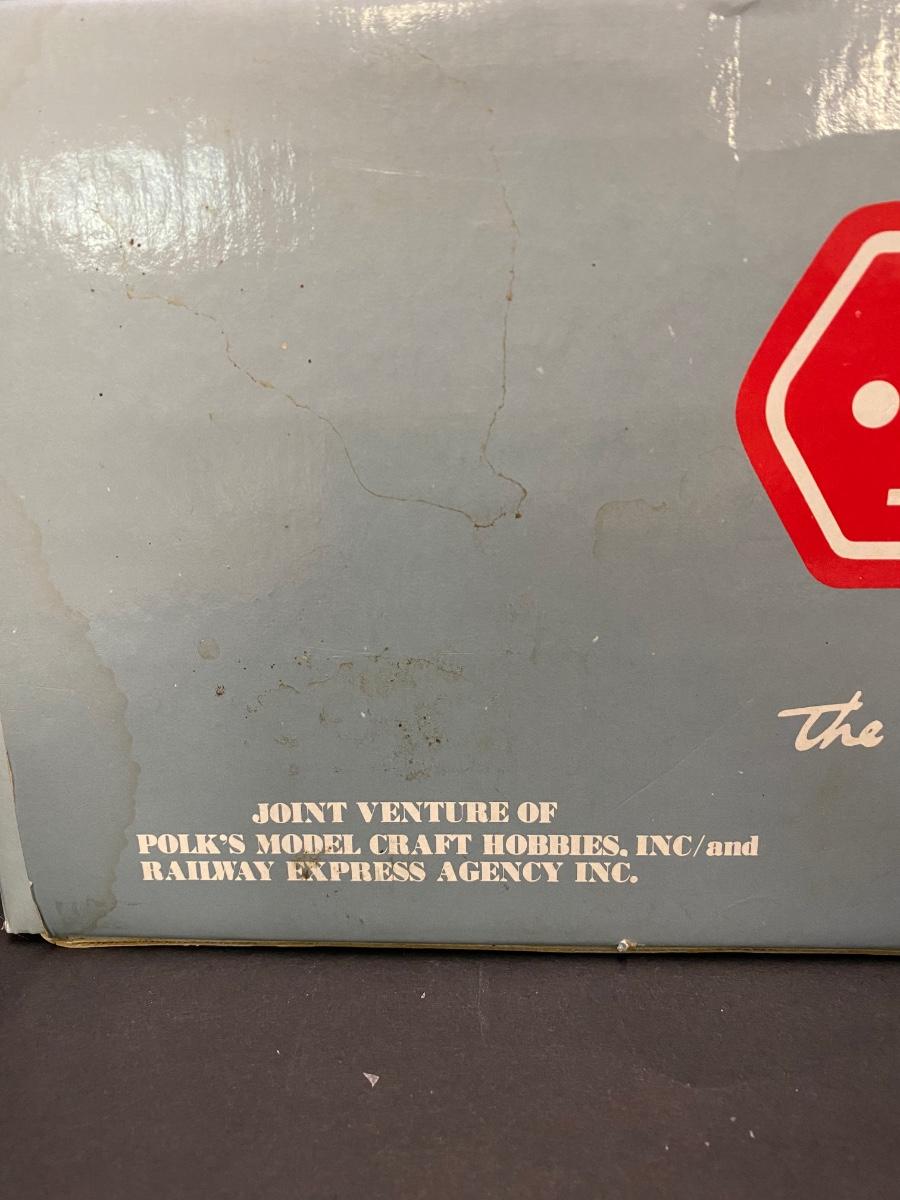 The
JOINT VENTURE OF
POLK'S MODEL CRAFT HOBBIES, INC/and
RAILWAY EXPRESS AGENCY INC.